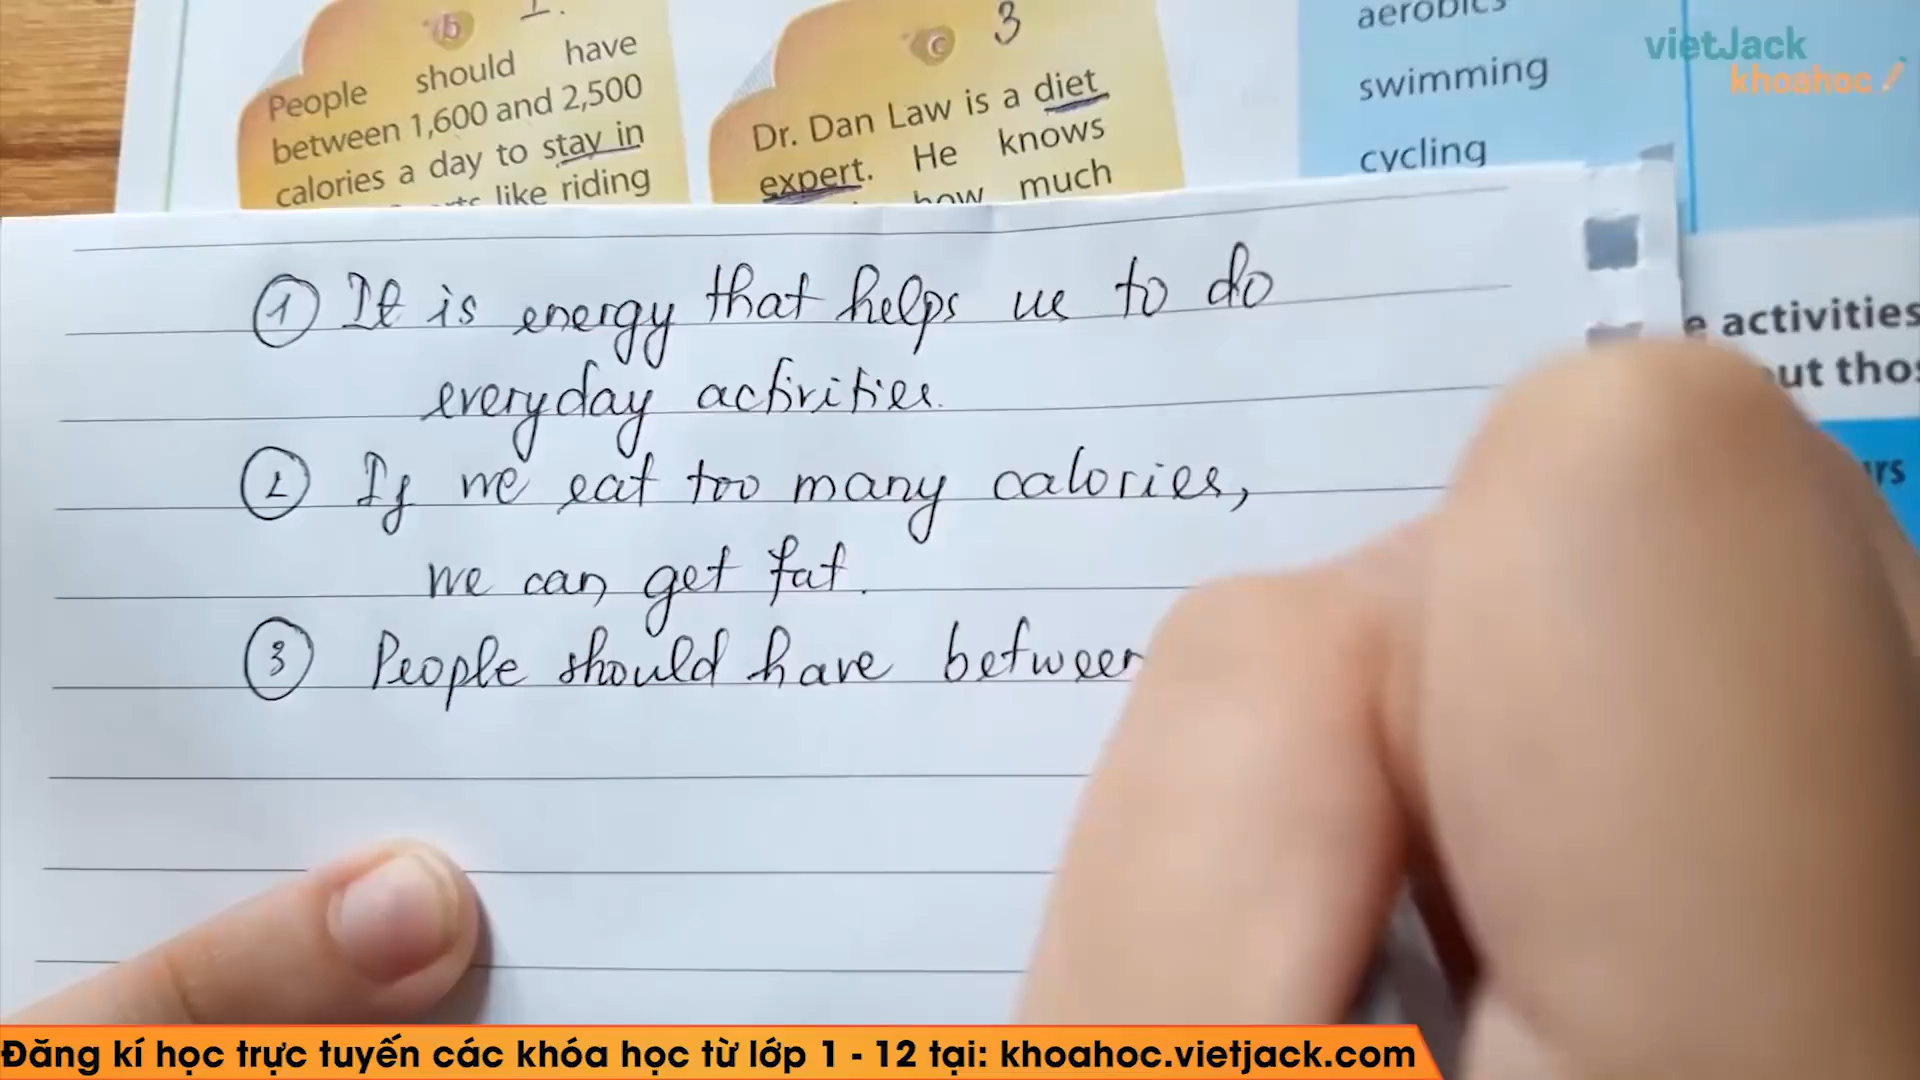 b 1.
People should have
between 1,600 and 2,500
calories a day to stay in
like riding
c 3
Dr. Dan Law is a diet
expert. He knows
how much
aerobics
swimming
cycling
vietJack
khoahoc
activities
① It is energy that helps us to do
everyday activities.
② If we eat too many calories,
we can get fat.
③ People should have between
Đăng kí học trực tuyến các khóa học từ lớp 1 - 12 tại: khoahoc.vietjack.com